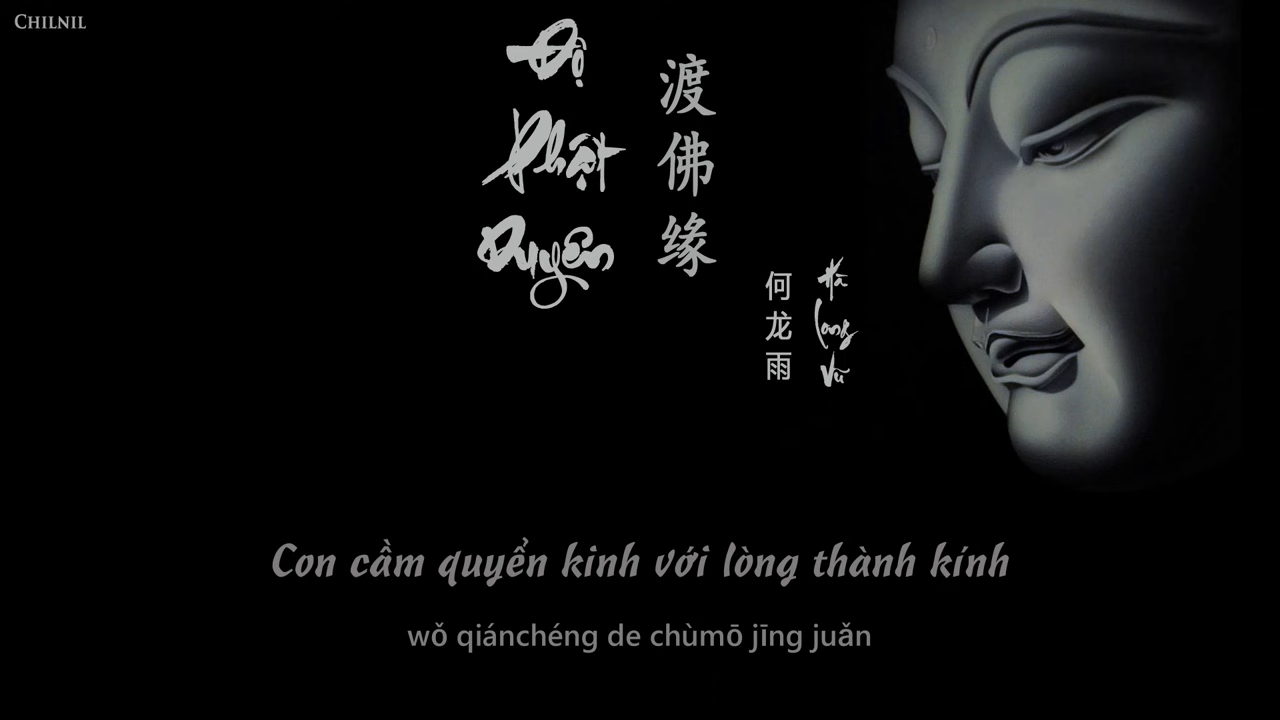 CHILNIL
Độ
Phật
Duyên
渡佛缘
何龙雨
Hà
Long
Vũ
Con cầm quyển kinh với lòng thành kính
wǒ qiánchéng de chùmō jīng juǎn